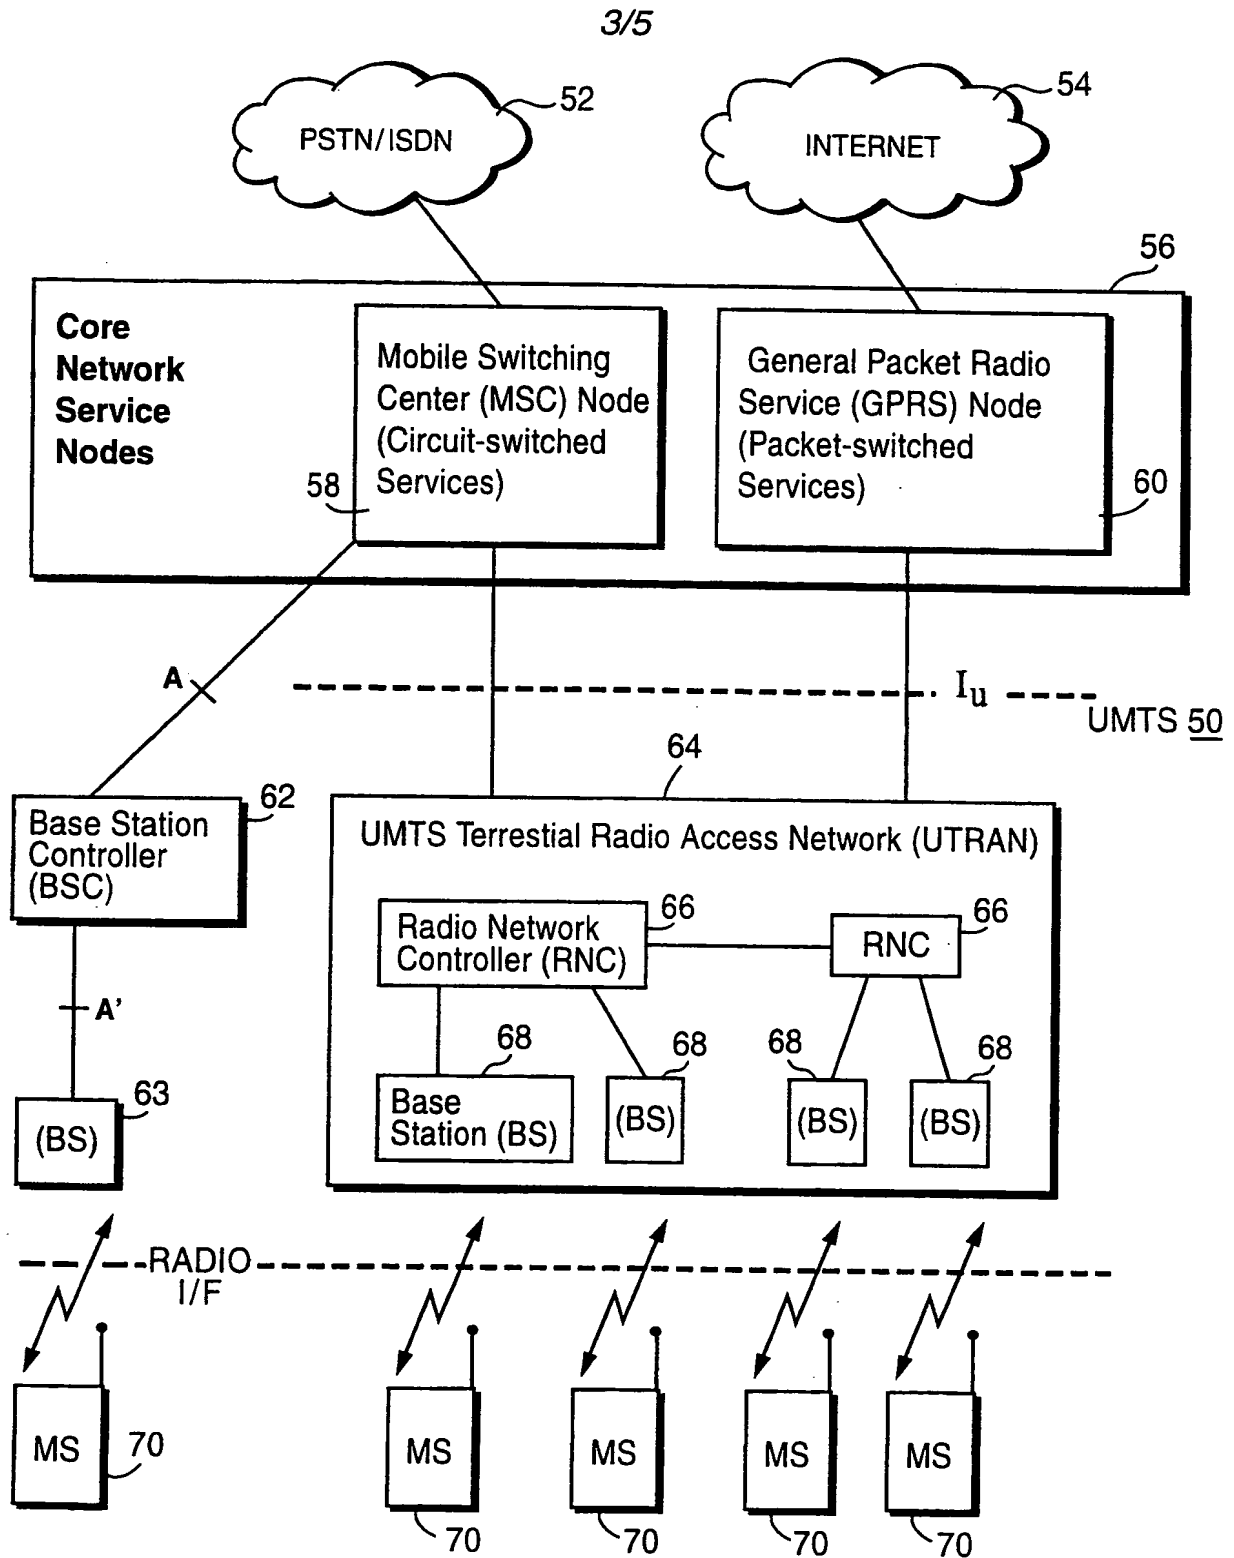 3/5
52
54
PSTN/ISDN
INTERNET
56
Core
Network
Service
Nodes
Mobile Switching
Center (MSC) Node
(Circuit-switched
Services)
58
General Packet Radio
Service (GPRS) Node
(Packet-switched
Services)
60
A
Iu
UMTS 50
64
62
Base Station
Controller
(BSC)
UMTS Terrestial Radio Access Network (UTRAN)
66
66
Radio Network
Controller (RNC)
RNC
A'
68
68
68
68
63
(BS)
Base
Station (BS)
(BS)
(BS)
(BS)
RADIO
I/F
MS
70
MS
MS
MS
MS
70
70
70
70